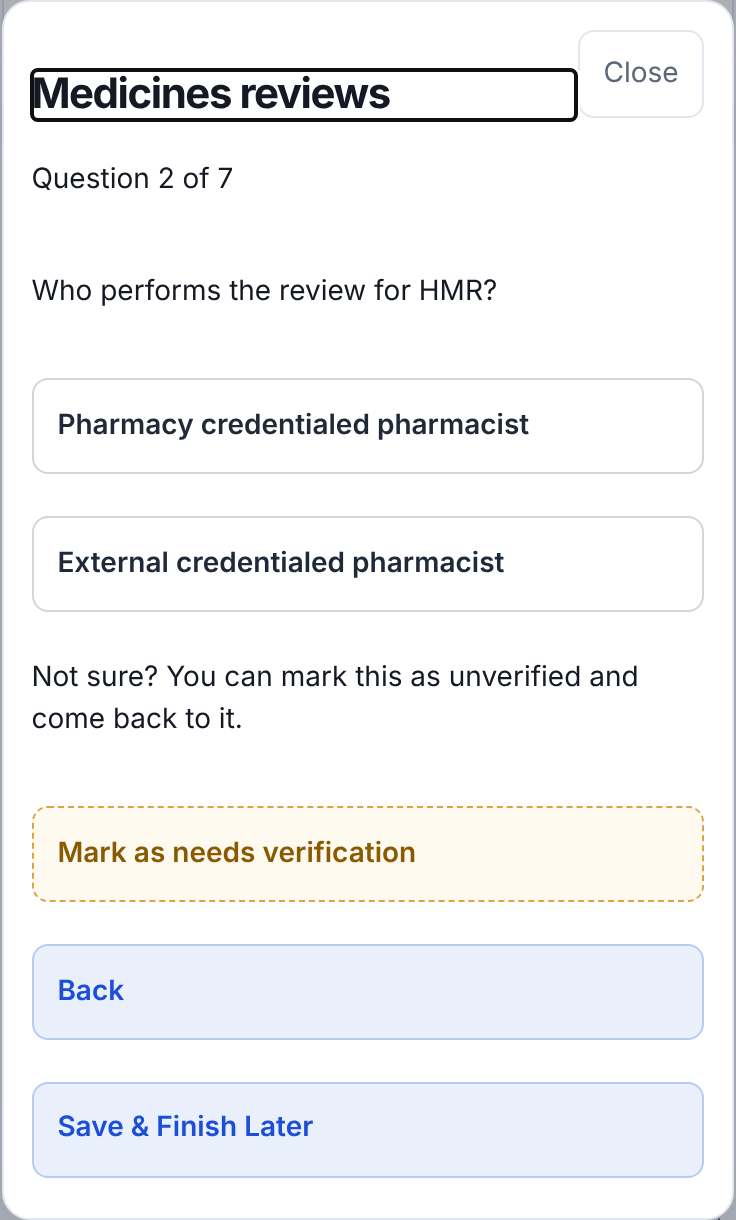 Medicines reviews
Close
Question 2 of 7
Who performs the review for HMR?
Pharmacy credentialed pharmacist
External credentialed pharmacist
Not sure? You can mark this as unverified and
come back to it.
Mark as needs verification
Back
Save & Finish Later